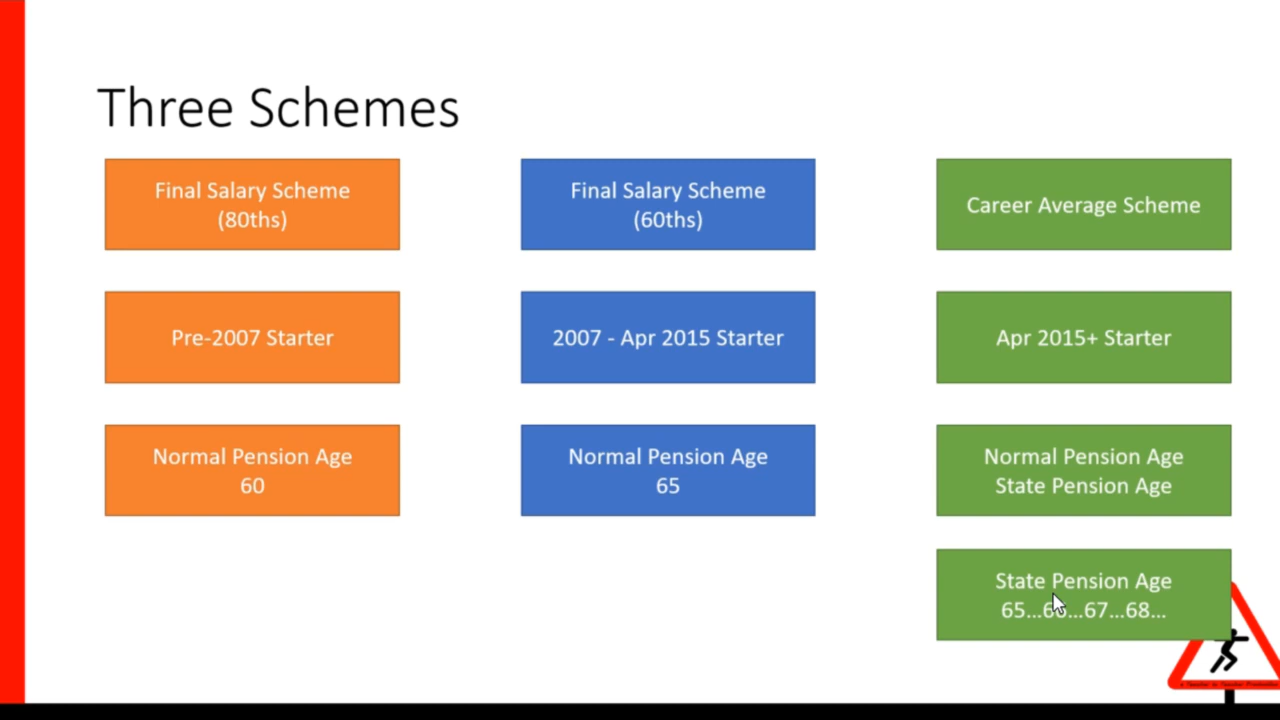 Three Schemes
Final Salary Scheme
(80ths)
Final Salary Scheme
(60ths)
Career Average Scheme
Pre-2007 Starter
2007 - Apr 2015 Starter
Apr 2015+ Starter
Normal Pension Age
60
Normal Pension Age
65
Normal Pension Age
State Pension Age
State Pension Age
65...66...67...68...